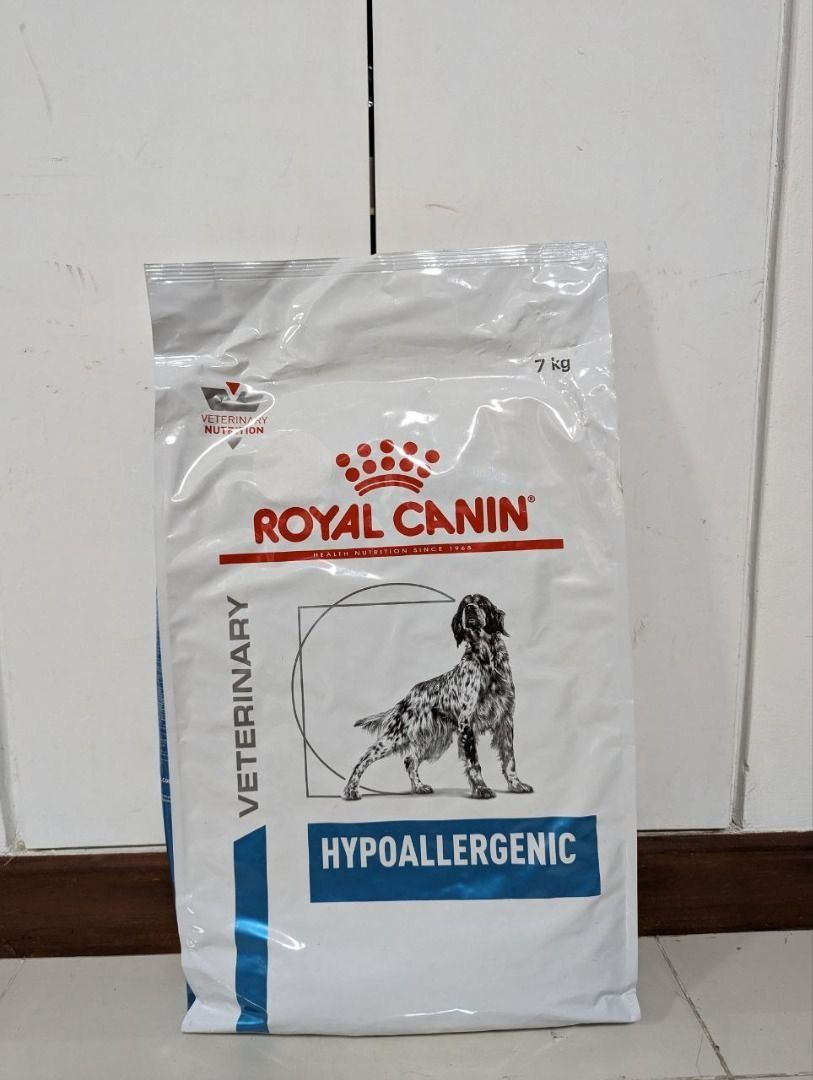 7 kg
VETERINARY
NUTRITION
ROYAL CANIN®
HEALTH NUTRITION SINCE 1968
VETERINARY
HYPOALLERGENIC